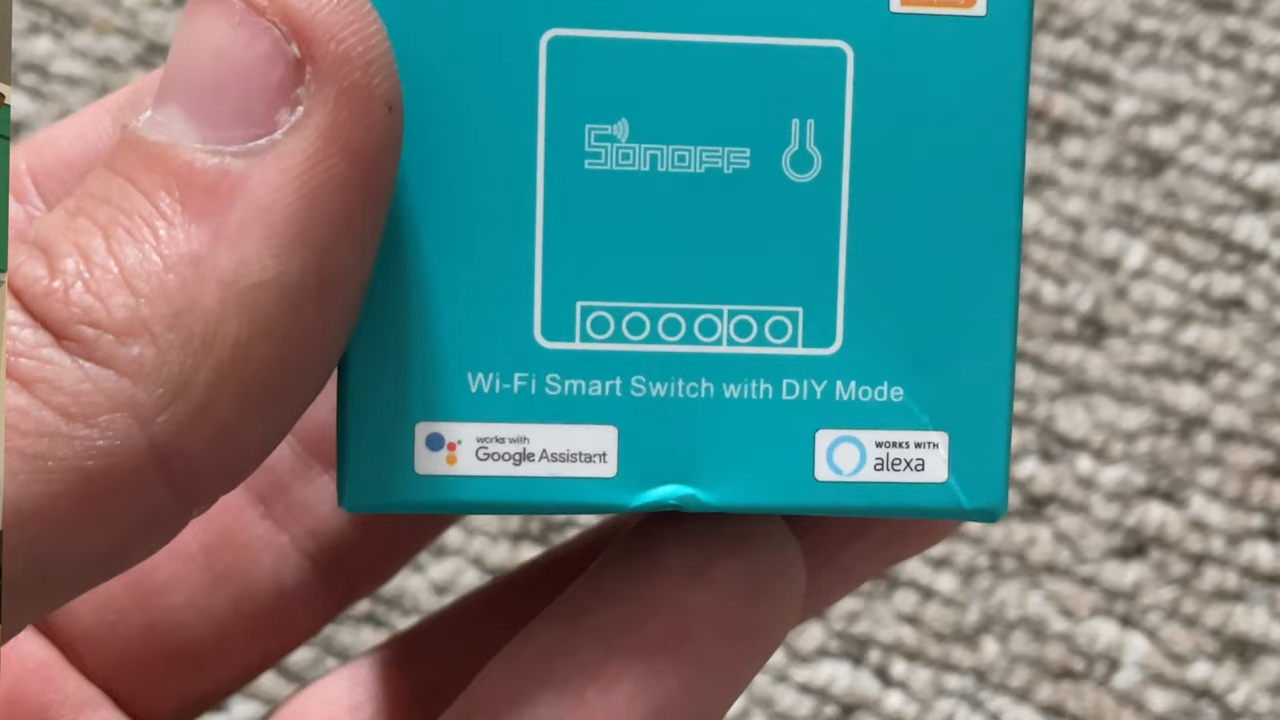 SONOFF
Wi-Fi Smart Switch with DIY Mode
works with
Google Assistant
WORKS WITH
alexa